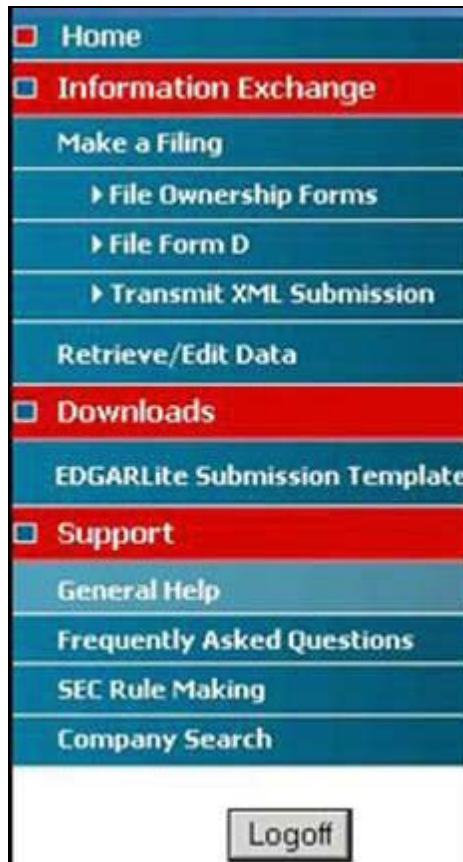 Home
Information Exchange
Make a Filing
File Ownership Forms
File Form D
Transmit XML Submission
Retrieve/Edit Data
Downloads
EDGARLite Submission Template
Support
General Help
Frequently Asked Questions
SEC Rule Making
Company Search
Logoff